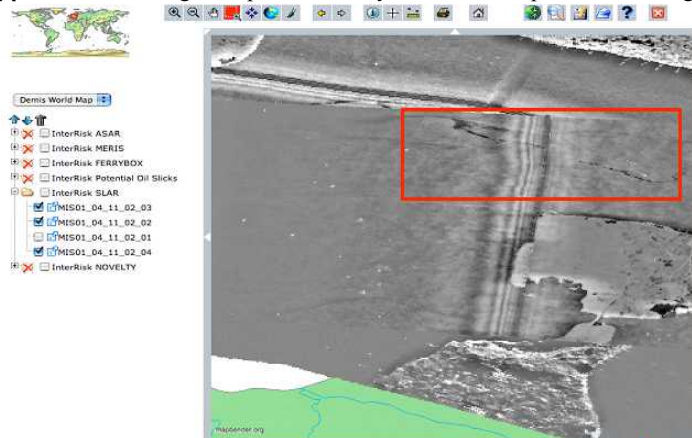 Demis World Map
InterRisk ASAR
InterRisk MERIS
InterRisk FERRYBOX
InterRisk Potential Oil Slicks
InterRisk SLAR
MIS01_04_11_02_03
MIS01_04_11_02_02
MIS01_04_11_02_01
MIS01_04_11_02_04
InterRisk NOVELTY
mapbender.org